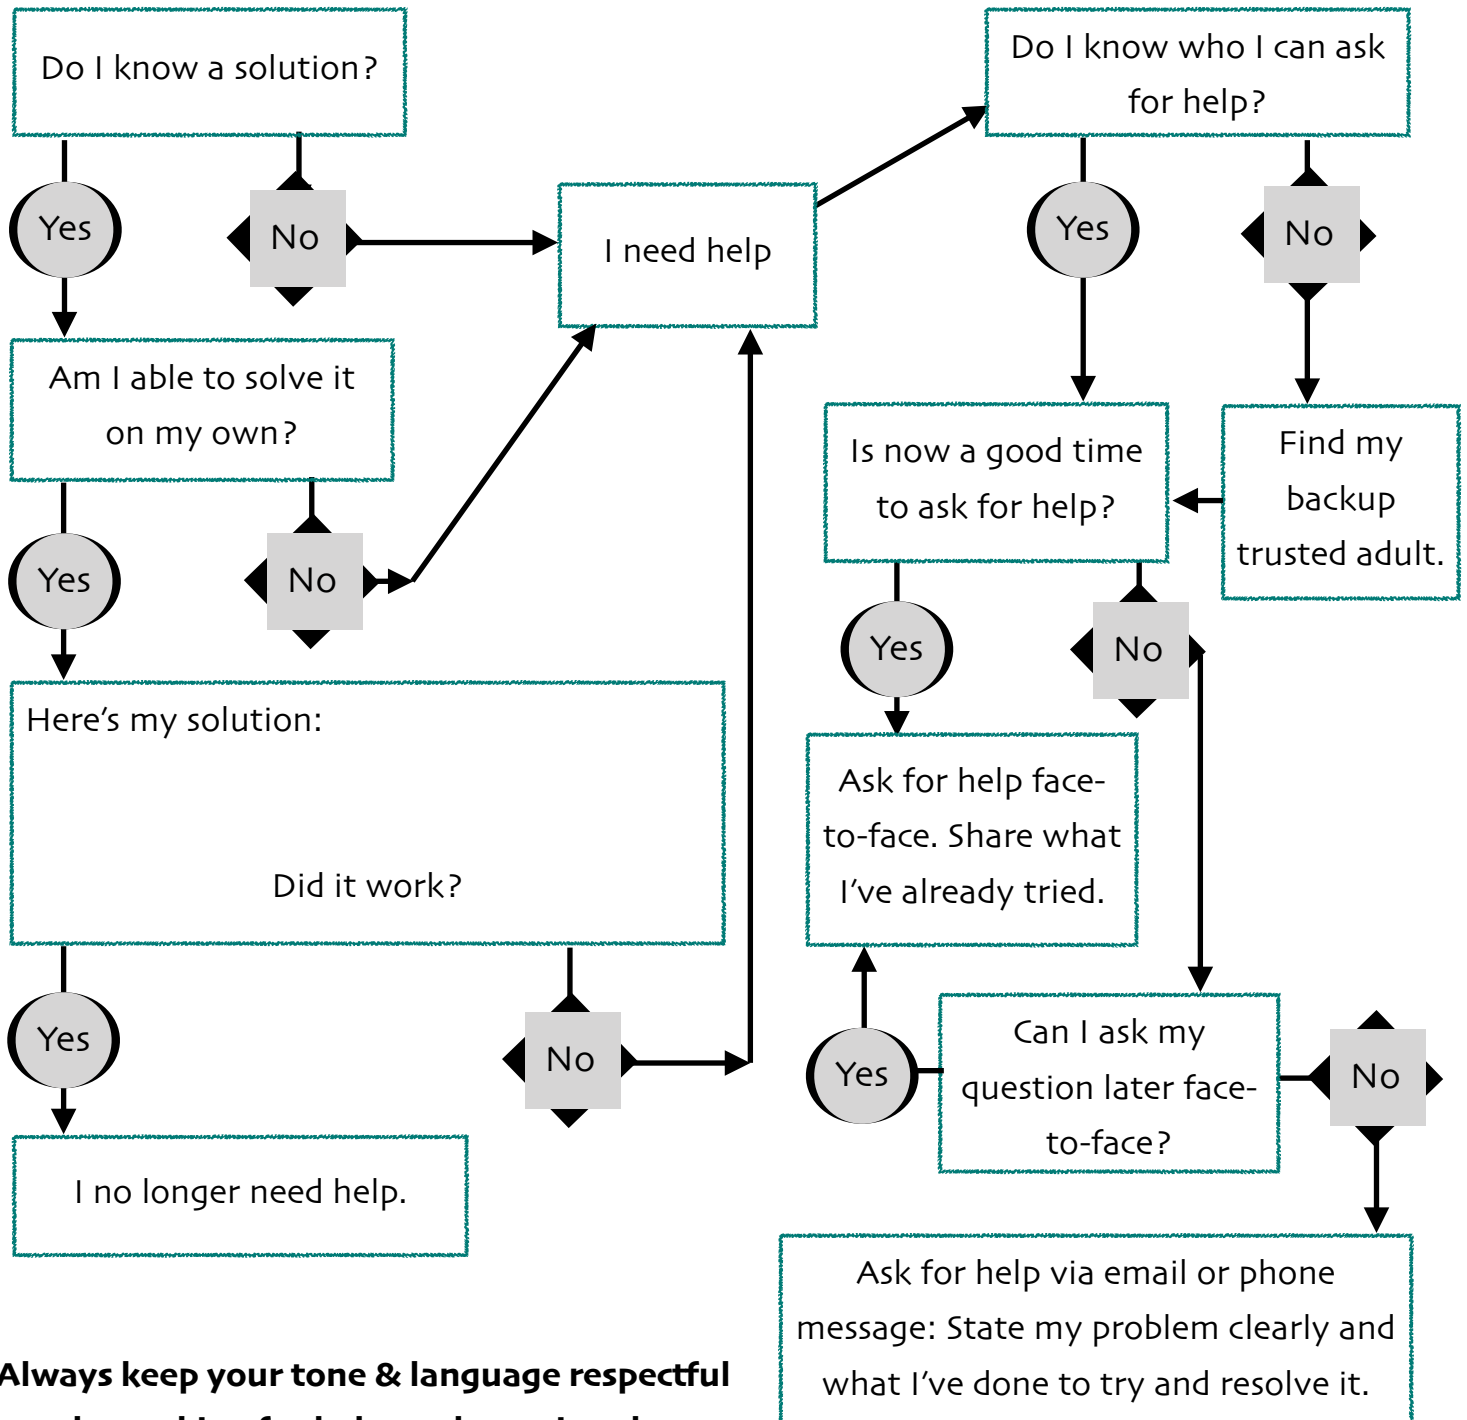 Do I know a solution?
Yes
No
Am I able to solve it
on my own?
Yes
No
Here's my solution:
Did it work?
Yes
No
I no longer need help.
I need help
Do I know who I can ask
for help?
Yes
No
Is now a good time
to ask for help?
Find my
backup
trusted adult.
Yes
No
Ask for help face-
to-face. Share what
I've already tried.
Can I ask my
question later face-
to-face?
Yes
No
Ask for help via email or phone
message: State my problem clearly and
what I've done to try and resolve it.
Always keep your tone & language respectful